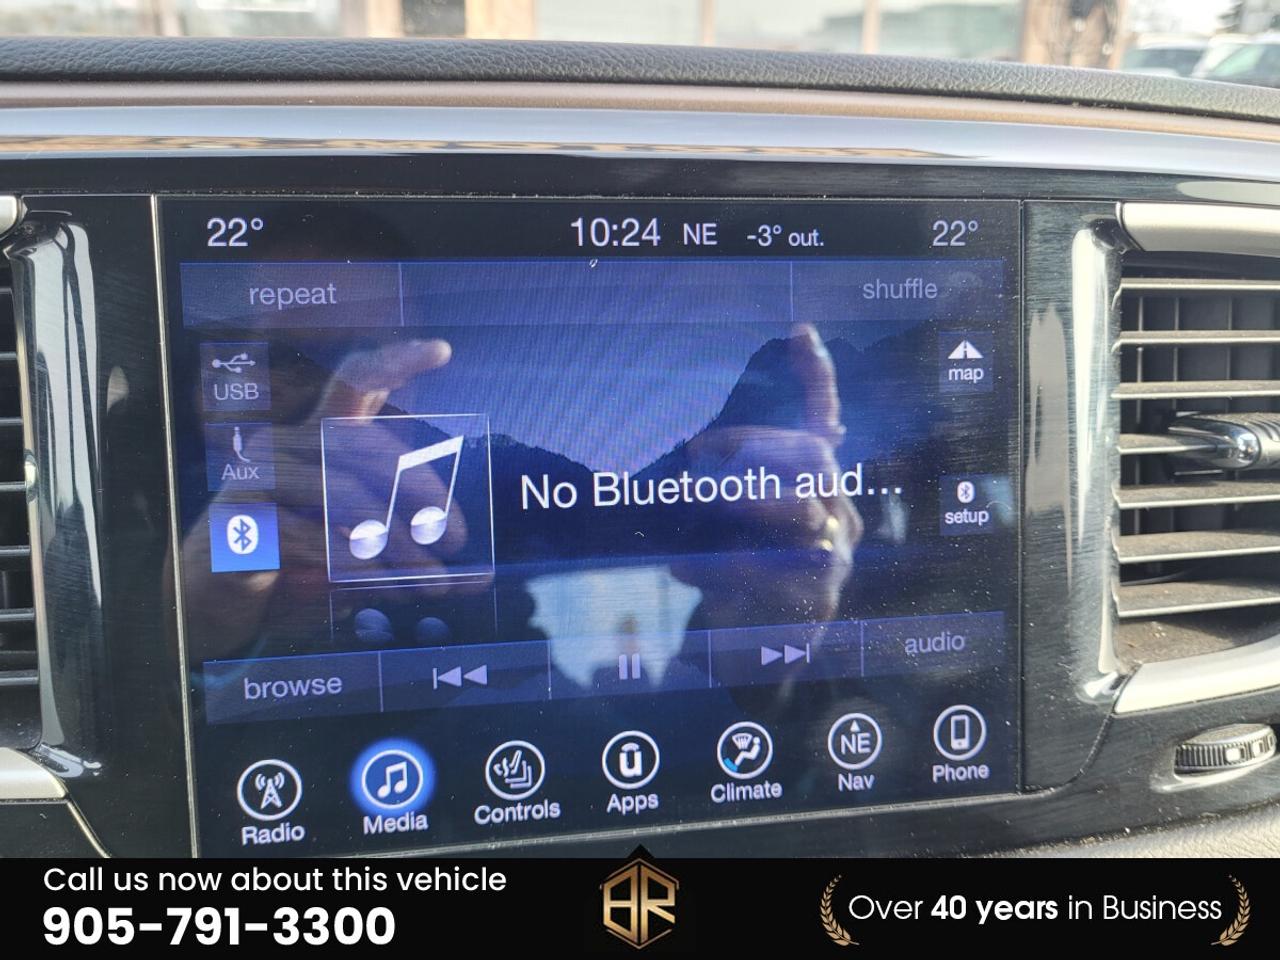 22° 10:24 NE -3° out. 22°
repeat shuffle
USB
map
Aux
No Bluetooth aud...
setup
browse audio
Radio Media Controls Apps Climate NE Nav Phone
Call us now about this vehicle
905-791-3300
BR
Over 40 years in Business